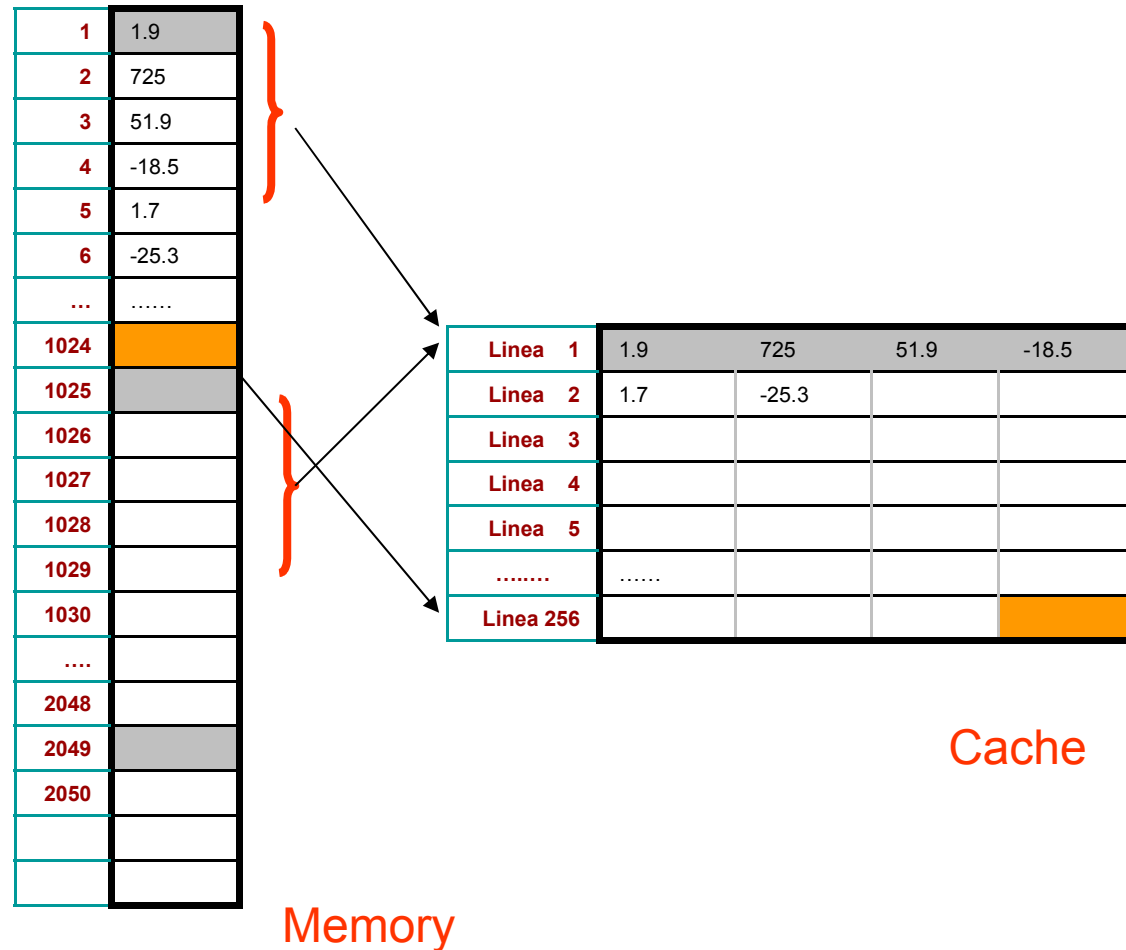 1 1.9
2 725
3 51.9
4 -18.5
5 1.7
6 -25.3
... ......
1024
1025
1026
1027
1028
1029
1030
....
2048
2049
2050
Memory
Linea 1 1.9 725 51.9 -18.5
Linea 2 1.7 -25.3
Linea 3
Linea 4
Linea 5
........ ......
Linea 256
Cache